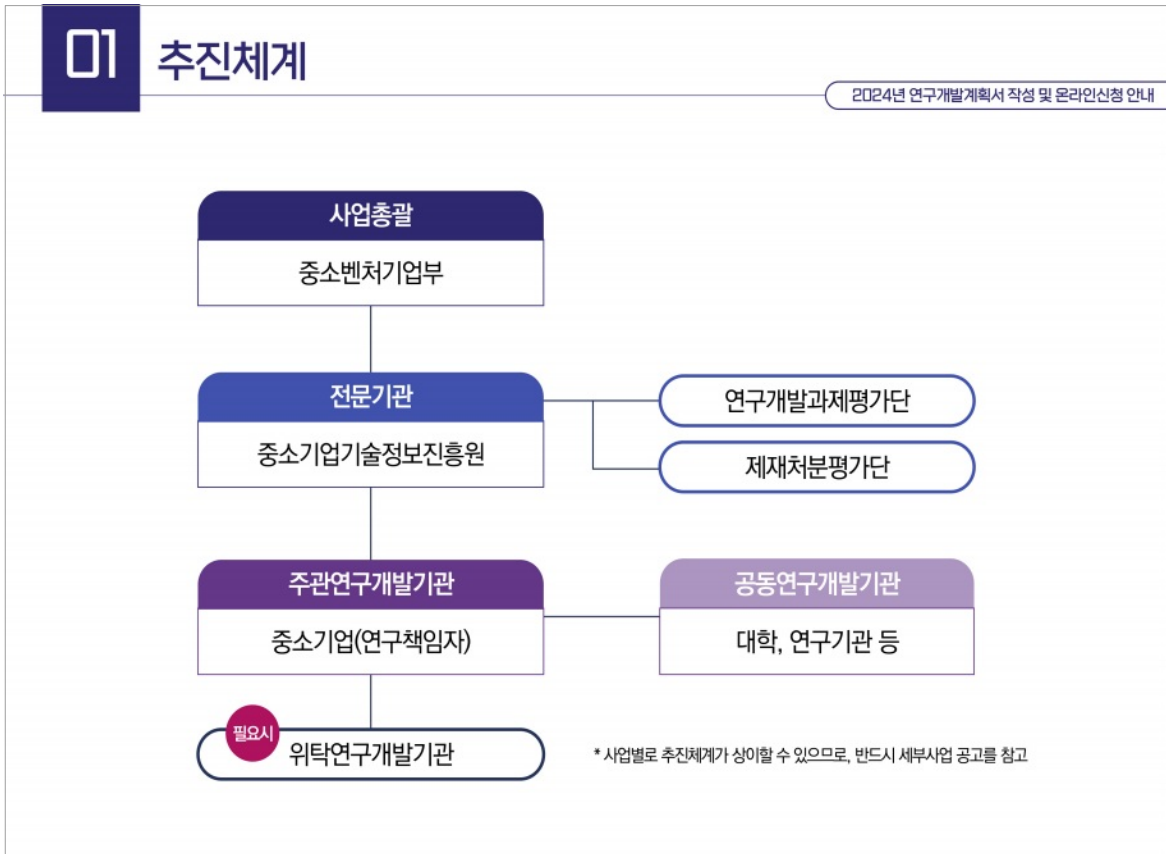 01 추진체계
2024년 연구개발계획서 작성 및 온라인신청 안내
사업총괄
중소벤처기업부
전문기관
중소기업기술정보진흥원
연구개발과제평가단
제재처분평가단
주관연구개발기관
중소기업(연구책임자)
공동연구개발기관
대학, 연구기관 등
필요시
위탁연구개발기관
* 사업별로 추진체계가 상이할 수 있으므로, 반드시 세부사업 공고를 참고